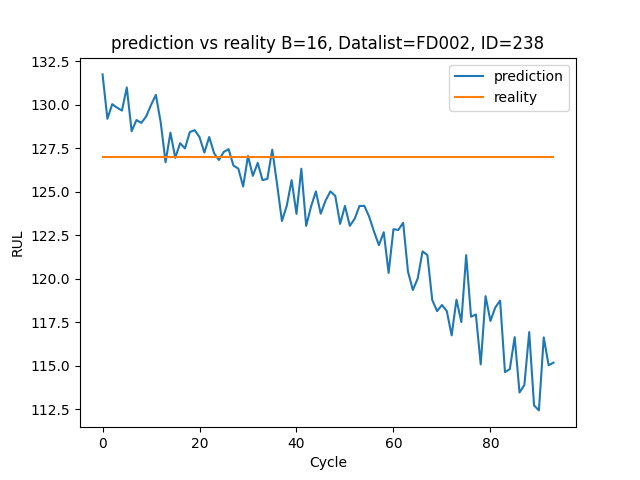 prediction vs reality B=16, Datalist=FD002, ID=238
132.5
130.0
127.5
125.0
122.5
120.0
117.5
115.0
112.5
RUL
prediction
reality
0 20 40 60 80
Cycle